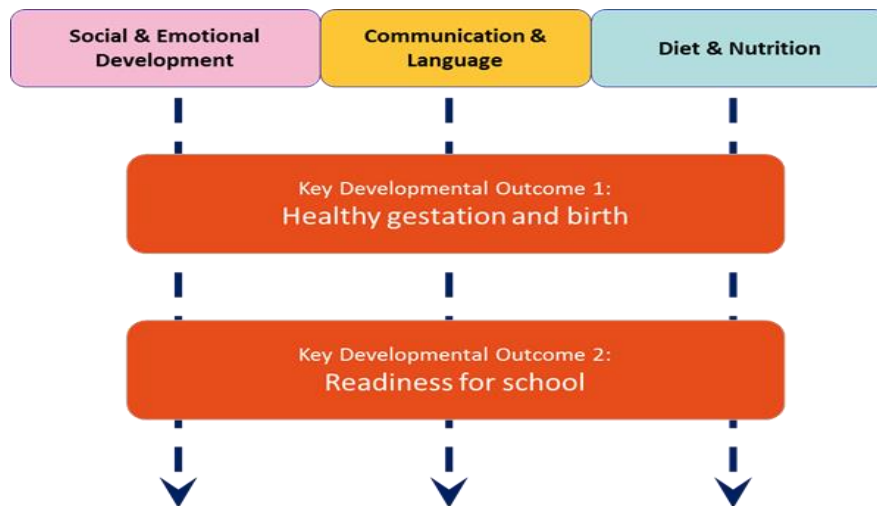 Social & Emotional
Development
Communication &
Language
Diet & Nutrition
Key Developmental Outcome 1:
Healthy gestation and birth
Key Developmental Outcome 2:
Readiness for school